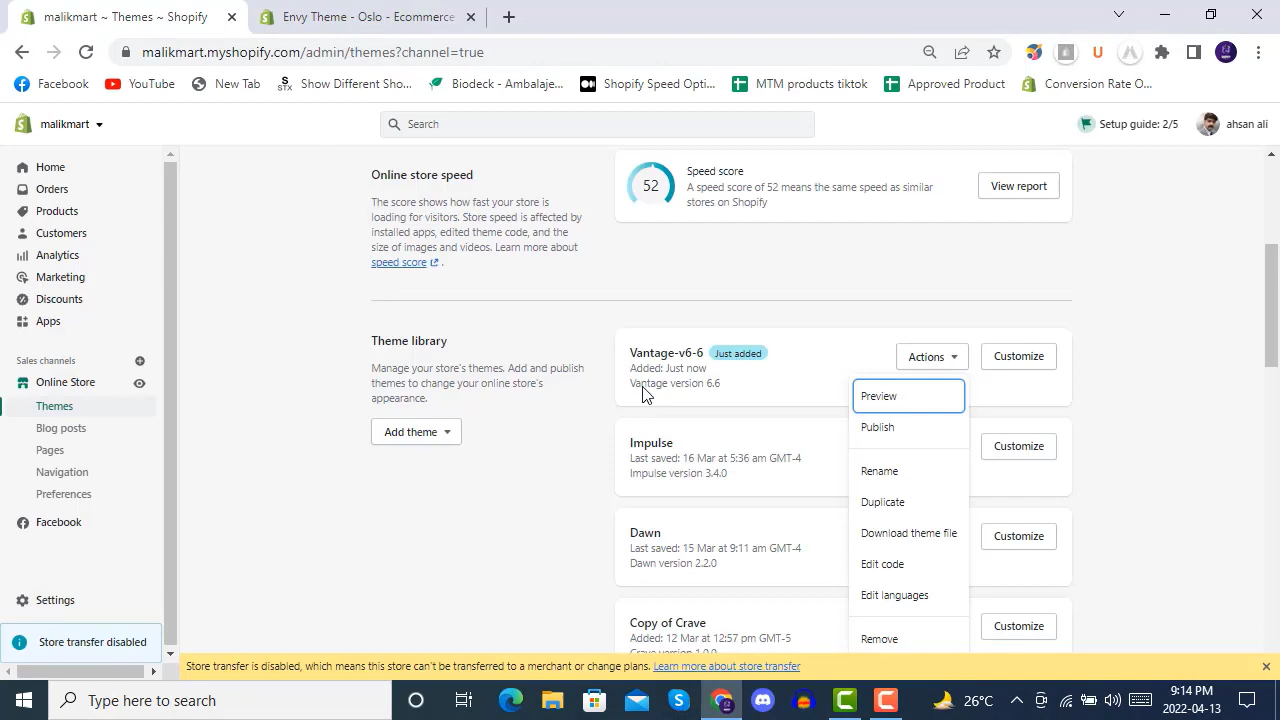 malikmart ~ Themes ~ Shopify
Envy Theme - Oslo - Ecommerce
malikmart.myshopify.com/admin/themes?channel=true
Facebook
YouTube
New Tab
STX
Show Different Sho...
Biodeck - Ambalaje...
Shopify Speed Opti...
MTM products tiktok
Approved Product
Conversion Rate O...
malikmart
Search
Setup guide: 2/5
ahsan ali
Home
Orders
Products
Customers
Analytics
Marketing
Discounts
Apps
Sales channels
Online Store
Themes
Blog posts
Pages
Navigation
Preferences
Facebook
Settings
Store transfer disabled
Online store speed
The score shows how fast your store is
loading for visitors. Store speed is affected by
installed apps, edited theme code, and the
size of images and videos. Learn more about
speed score .
52
Speed score
A speed score of 52 means the same speed as similar
stores on Shopify
View report
Theme library
Manage your store's themes. Add and publish
themes to change your online store's
appearance.
Add theme
Vantage-v6-6 Just added
Added: Just now
Vantage version 6.6
Actions
Customize
Preview
Publish
Rename
Duplicate
Download theme file
Edit code
Edit languages
Remove
Impulse
Last saved: 16 Mar at 5:36 am GMT-4
Impulse version 3.4.0
Customize
Dawn
Last saved: 15 Mar at 9:11 am GMT-4
Dawn version 2.2.0
Customize
Copy of Crave
Added: 12 Mar at 12:57 pm GMT-5
Crave version 1.0.0
Customize
Store transfer is disabled, which means this store can't be transferred to a merchant or change plans. Learn more about store transfer
Type here to search
26°C
9:14 PM
2022-04-13